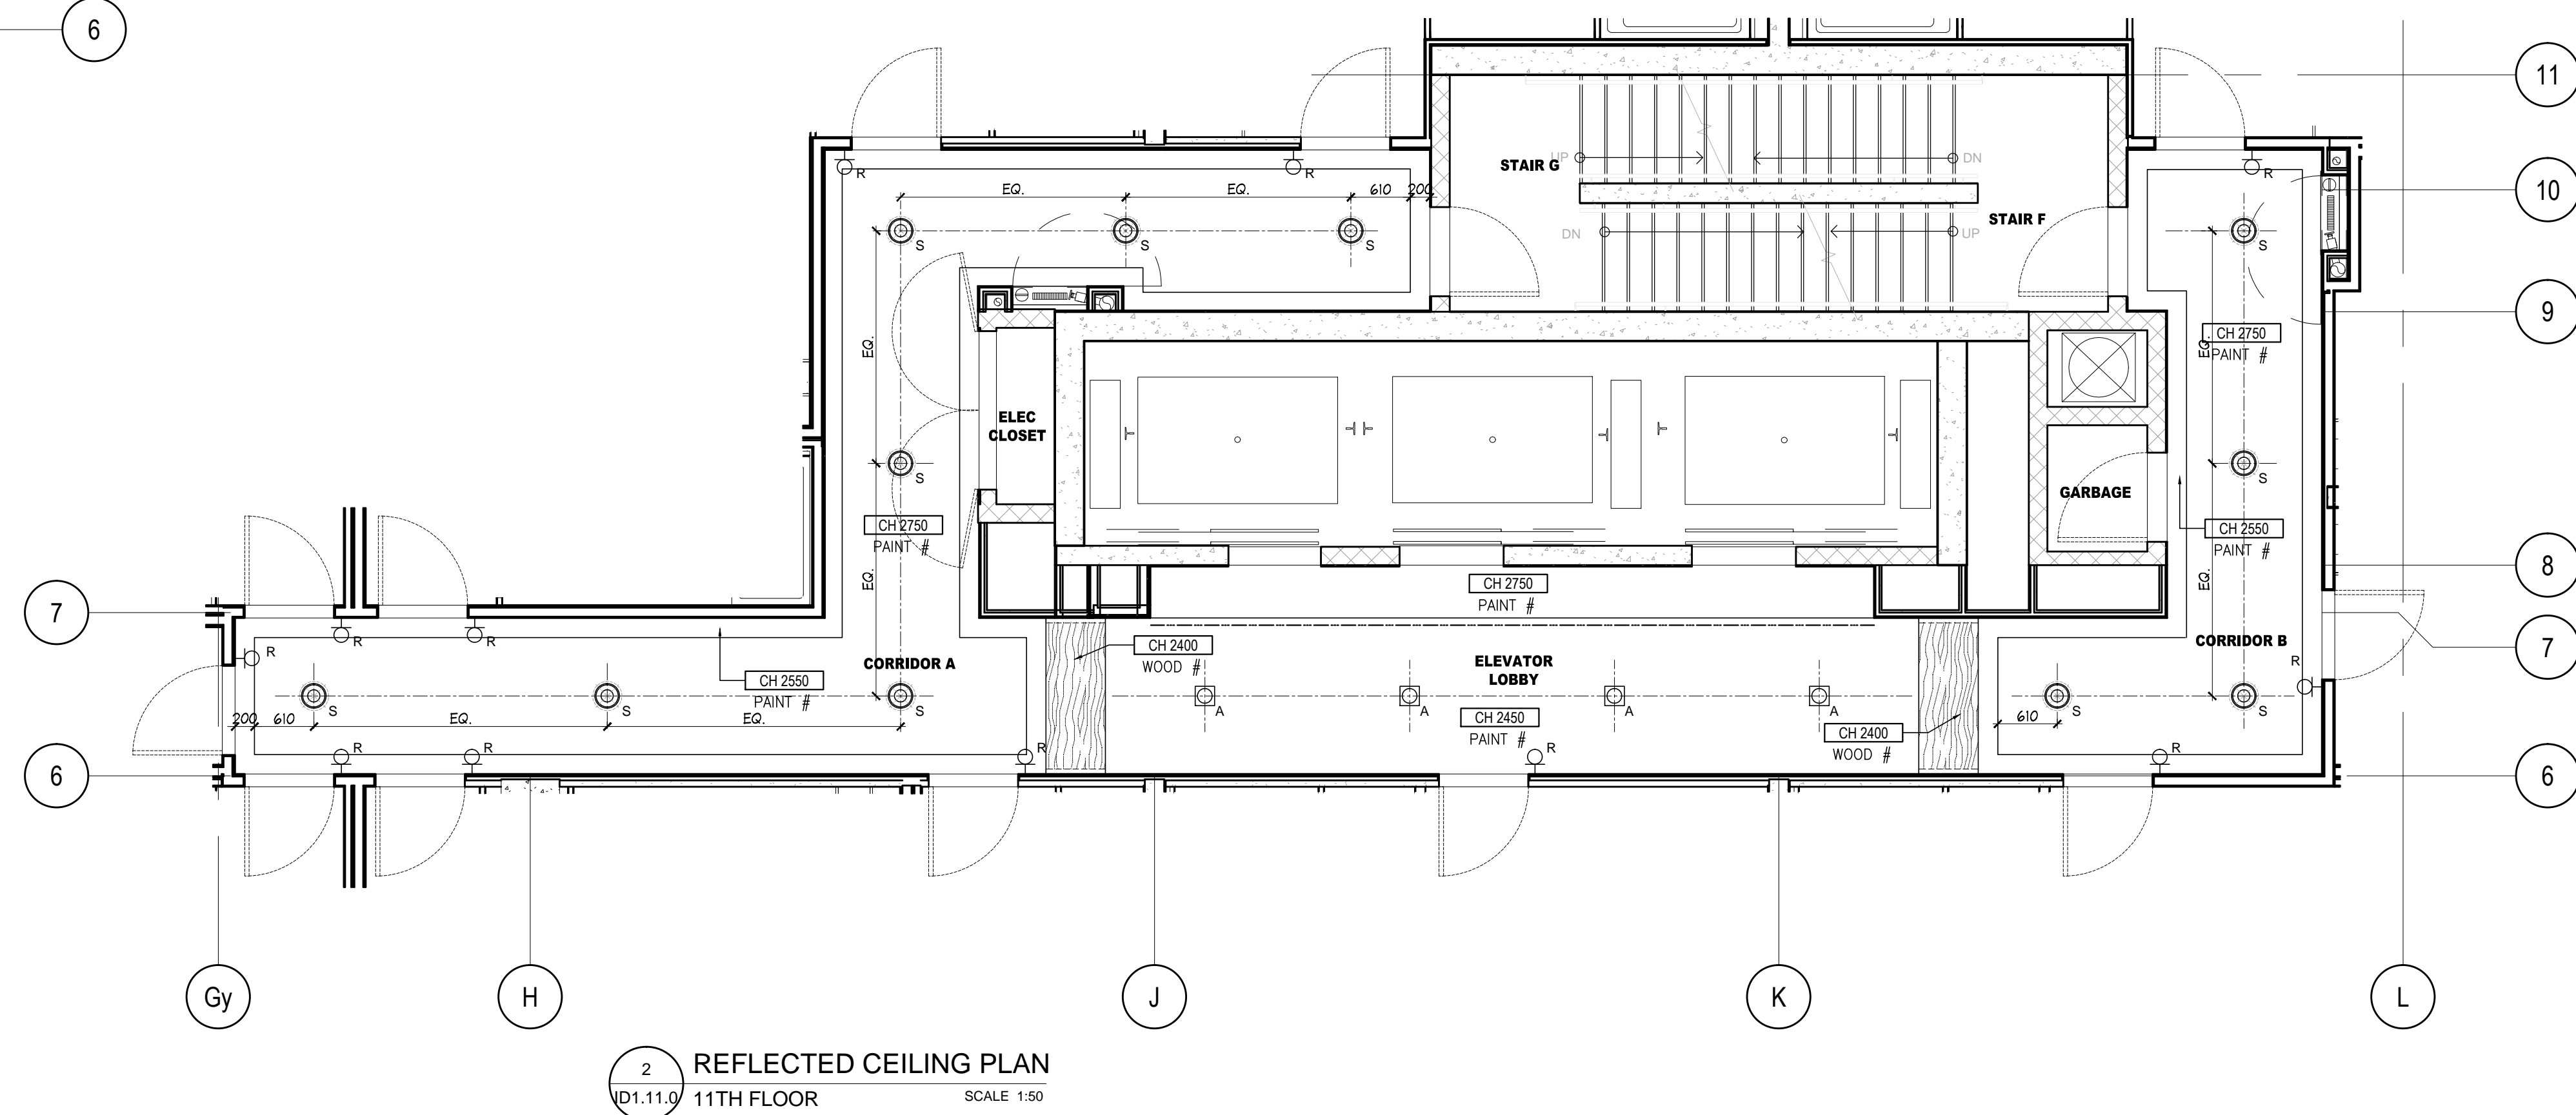 6
11
UP
DN
STAIR G
10
R
R
R
EQ.
EQ.
610
200
STAIR F
DN
UP
S
S
S
S
9
CH 2750
PAINT #
EQ.
EQ.
ELEC
CLOSET
S
S
GARBAGE
CH 2750
PAINT #
CH 2550
PAINT #
8
EQ.
EQ.
CH 2750
PAINT #
7
R
R
R
CORRIDOR A
CH 2400
WOOD #
ELEVATOR
LOBBY
CORRIDOR B
7
R
CH 2550
PAINT #
S
S
S
A
A
A
A
S
S
200
610
EQ.
EQ.
CH 2450
PAINT #
CH 2400
WOOD #
610
R
R
R
R
R
6
6
Gy
H
J
K
L
2
ID1.11.0
REFLECTED CEILING PLAN
11TH FLOOR
SCALE 1:50